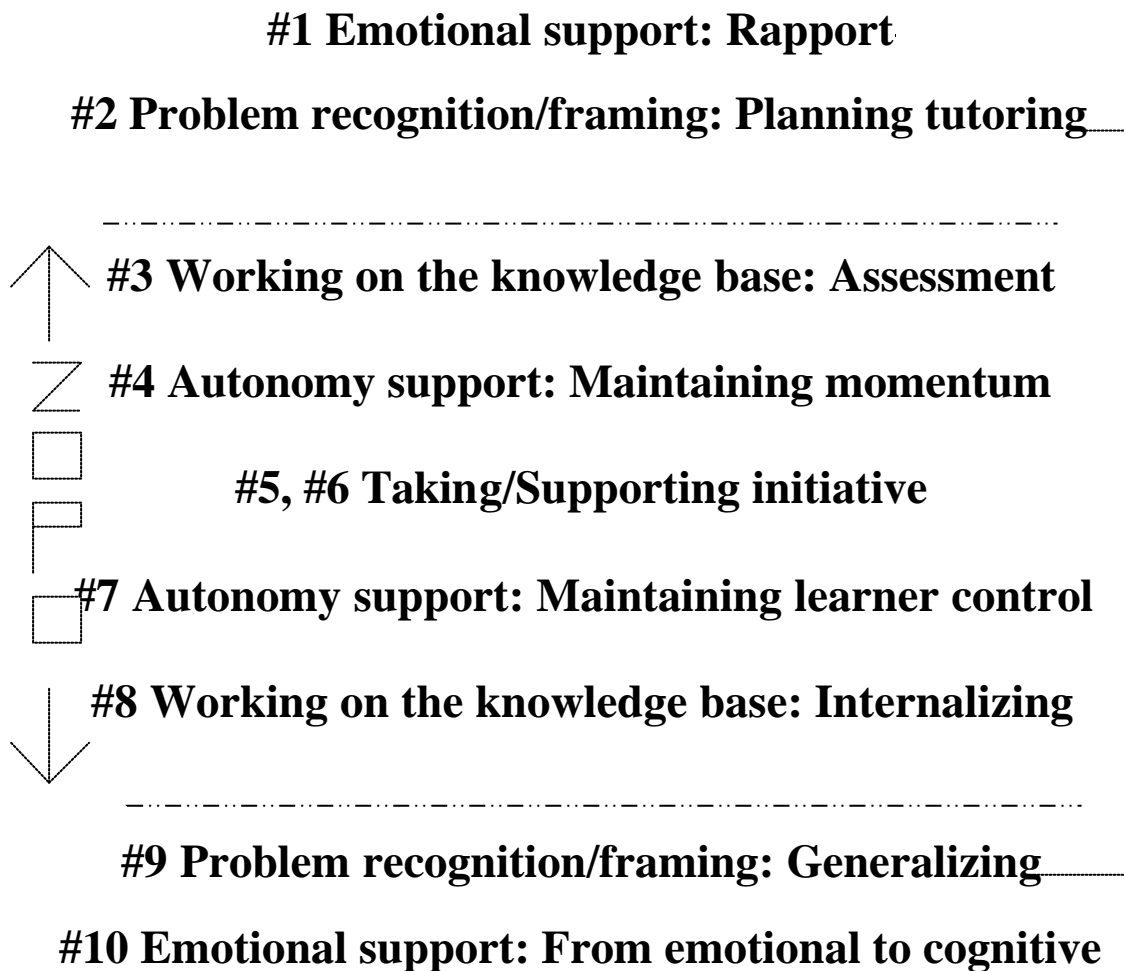 #1 Emotional support: Rapport
#2 Problem recognition/framing: Planning tutoring
#3 Working on the knowledge base: Assessment
#4 Autonomy support: Maintaining momentum
#5, #6 Taking/Supporting initiative
#7 Autonomy support: Maintaining learner control
#8 Working on the knowledge base: Internalizing
ZOPD
#9 Problem recognition/framing: Generalizing
#10 Emotional support: From emotional to cognitive